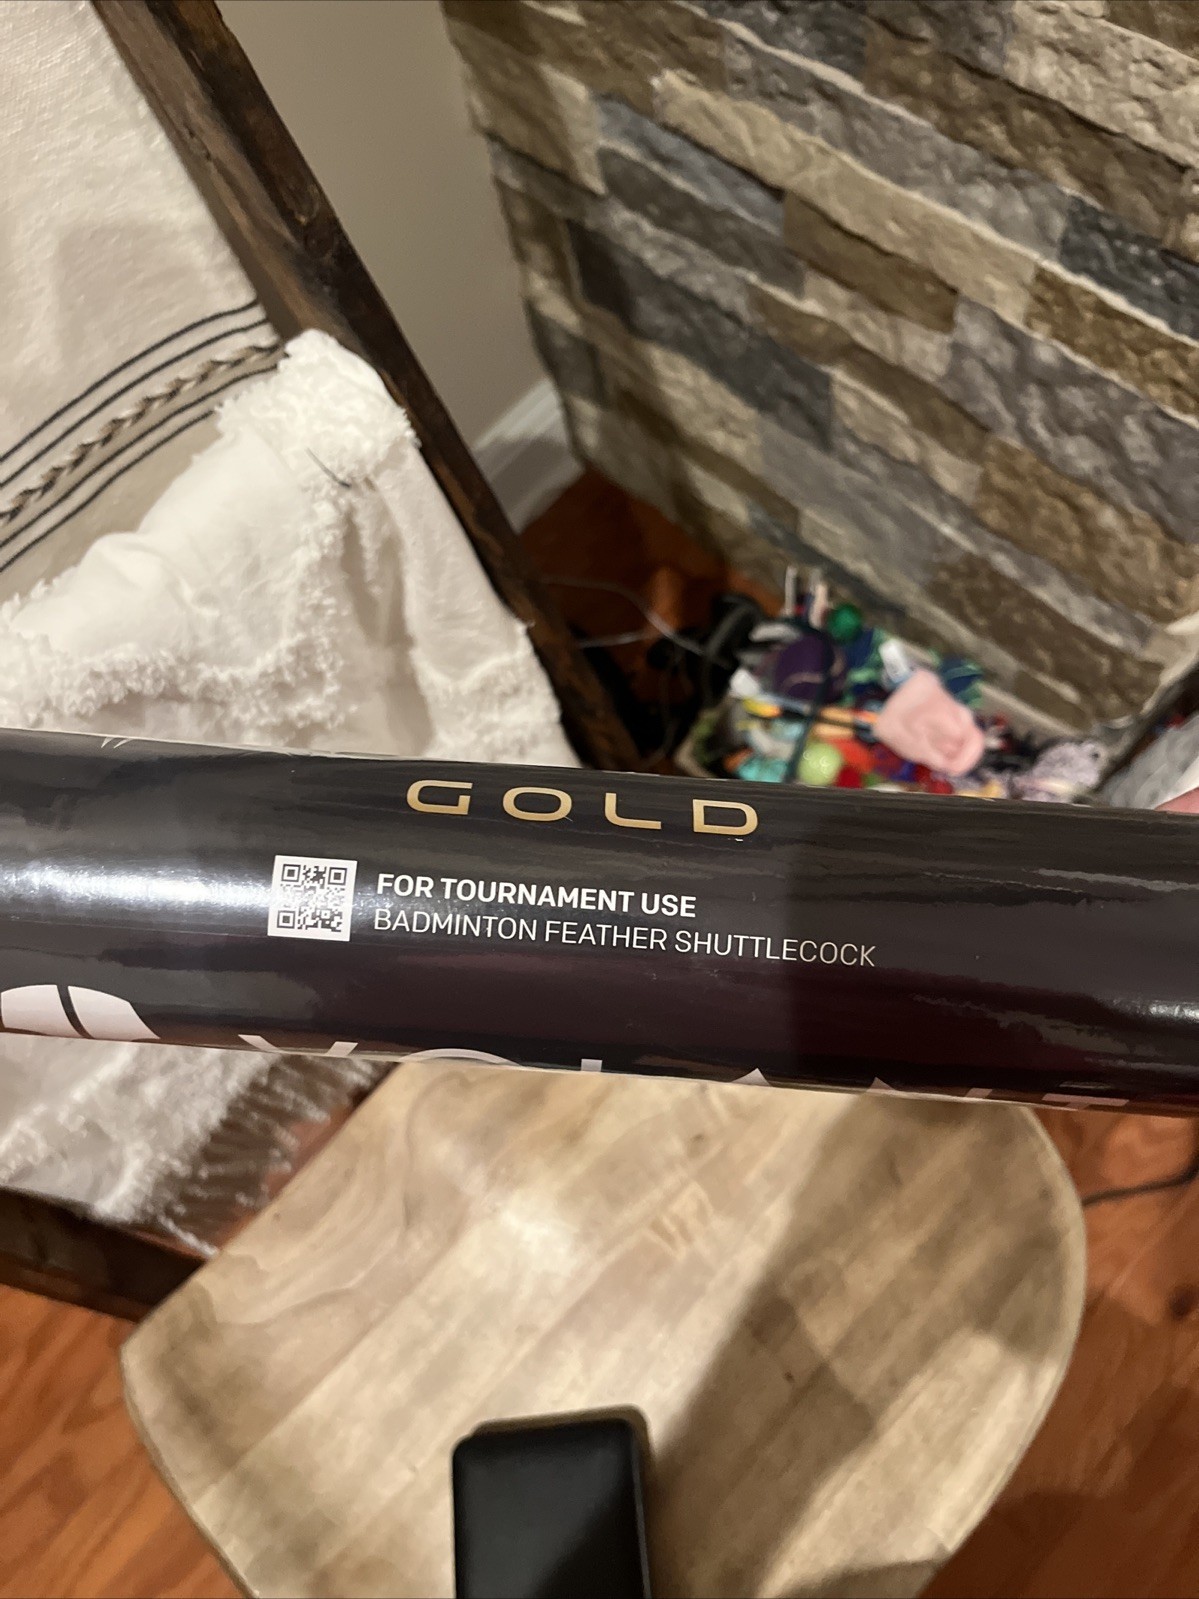 GOLD
FOR TOURNAMENT USE
BADMINTON FEATHER SHUTTLECOCK